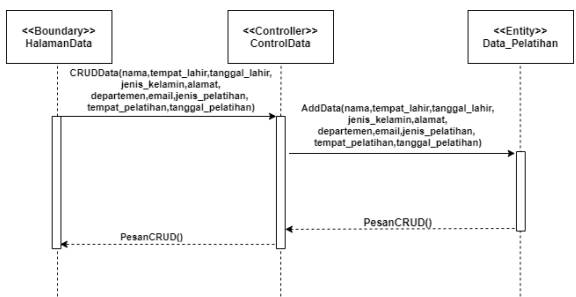 <<Boundary>>
HalamanData
<<Controller>>
ControlData
<<Entity>>
Data_Pelatihan
CRUDData(nama,tempat_lahir,tanggal_lahir,
jenis_kelamin,alamat,
departemen,email,jenis_pelatihan,
tempat_pelatihan,tanggal_pelatihan)
AddData(nama,tempat_lahir,tanggal_lahir,
jenis_kelamin,alamat,
departemen,email,jenis_pelatihan,
tempat_pelatihan,tanggal_pelatihan)
PesanCRUD()
PesanCRUD()